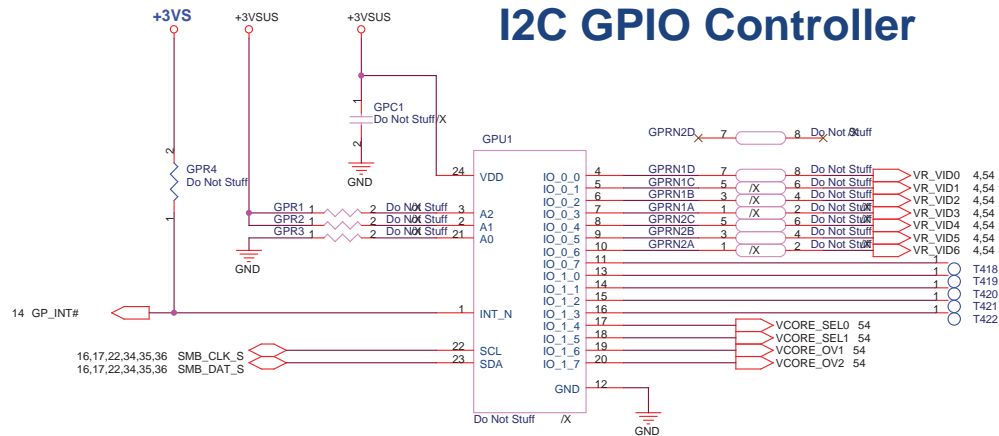 I2C GPIO Controller
+3VS
+3VSUS
+3VSUS
1
GPC1
Do Not Stuff /X
2
GND
2
GPR4
Do Not Stuff
1
GPU1
GPRN2D 7 8 Do Not Stuff /X
24 VDD
IO_0_0 4 GPRN1D 7 8 Do Not Stuff VR_VID0 4,54
IO_0_1 5 GPRN1C 5 /X 6 Do Not Stuff VR_VID1 4,54
IO_0_2 6 GPRN1B 3 4 Do Not Stuff /X VR_VID2 4,54
GPR1 1 2 Do Not Stuff /X 3 A2
IO_0_3 7 GPRN1A 1 /X 2 Do Not Stuff /X VR_VID3 4,54
GPR2 1 2 Do Not Stuff /X 2 A1
IO_0_4 8 GPRN2C 5 6 Do Not Stuff /X VR_VID4 4,54
GPR3 1 2 Do Not Stuff /X 21 A0
IO_0_5 9 GPRN2B 3 4 Do Not Stuff /X VR_VID5 4,54
GND
IO_0_6 10 GPRN2A 1 /X 2 Do Not Stuff VR_VID6 4,54
IO_0_7 11 1 T418
IO_1_0 13 1 T419
IO_1_1 14 1 T420
IO_1_2 15 1 T421
IO_1_3 16 1 T422
14 GP_INT# 1 INT_N
IO_1_4 17 VCORE_SEL0 54
IO_1_5 18 VCORE_SEL1 54
16,17,22,34,35,36 SMB_CLK_S 22 SCL
IO_1_6 19 VCORE_OV1 54
16,17,22,34,35,36 SMB_DAT_S 23 SDA
IO_1_7 20 VCORE_OV2 54
GND 12
GND
Do Not Stuff /X